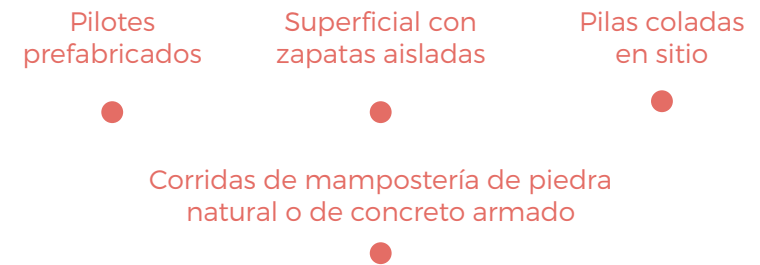 Pilotes
prefabricados
Superficial con
zapatas aisladas
Pilas coladas
en sitio
Corridas de mampostería de piedra
natural o de concreto armado